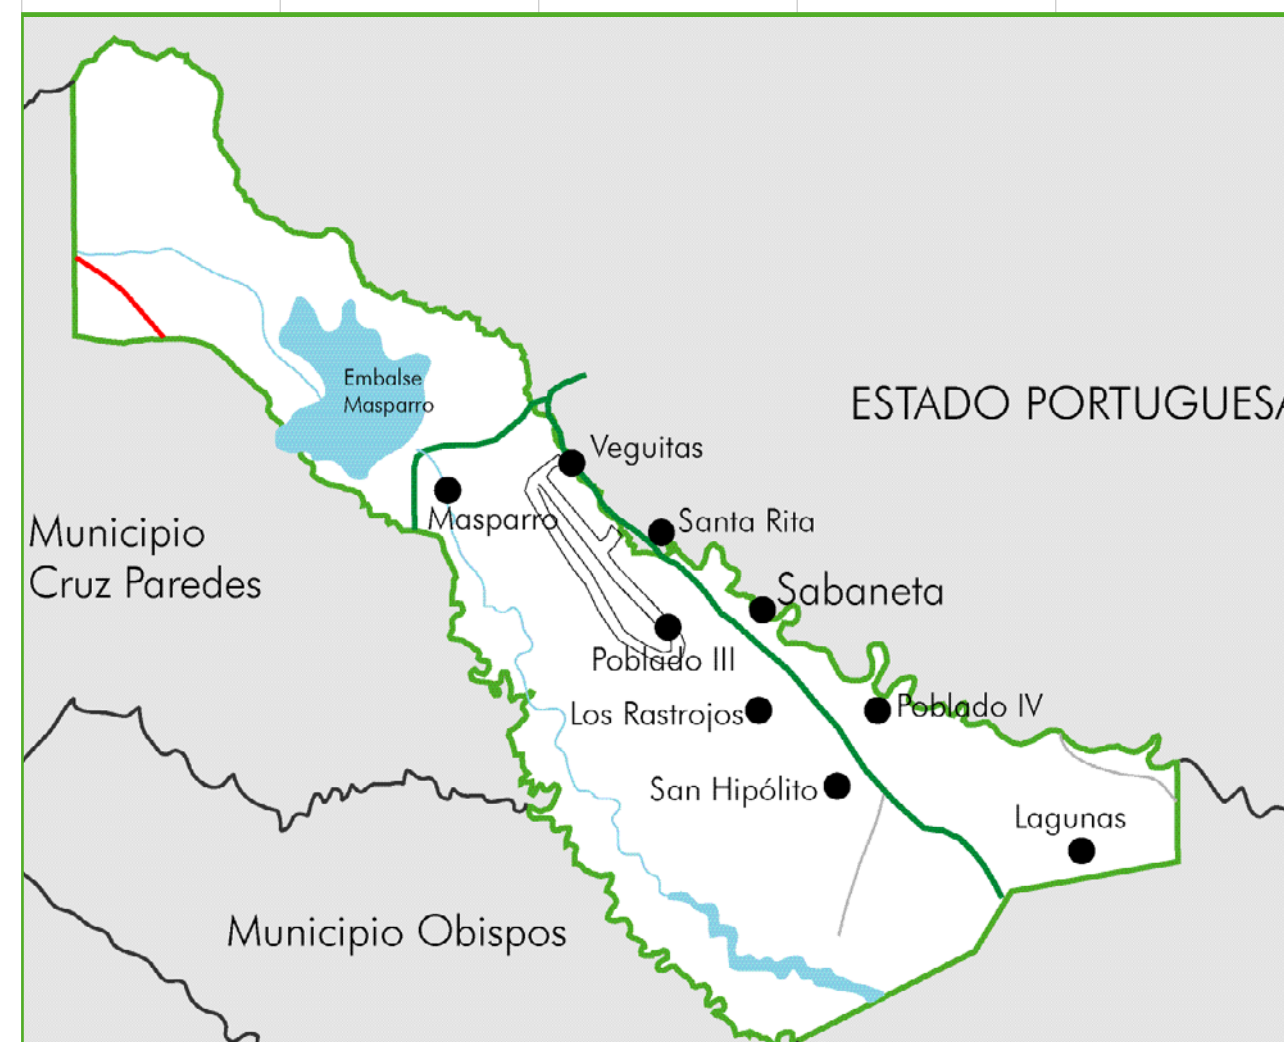 Embalse
Masparro
ESTADO PORTUGUESA
Veguitas
Masparro
Santa Rita
Municipio
Cruz Paredes
Sabaneta
Poblado III
Los Rastrojos
Poblado IV
San Hipólito
Lagunas
Municipio Obispos